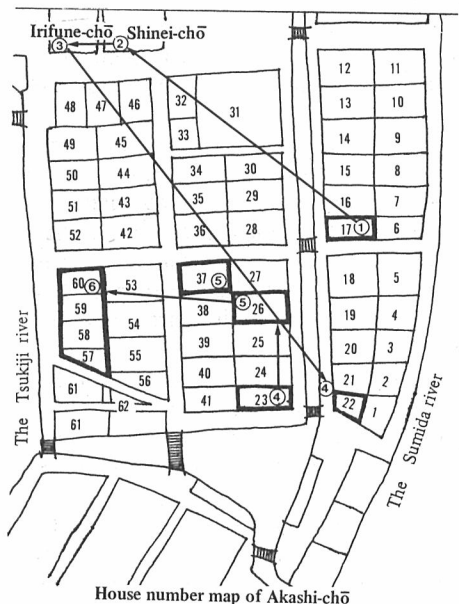 Irifune-chō Shinei-chō
③ ②
12 11
48 47 46 32 31
13 10
33
49 45 14 9
50 44 34 30 15 8
51 43 35 29 16 7
52 42 36 28 17 ① 6
60 ⑥ 53 37 ⑤ 27 18 5
59 38 ⑤ 26 19 4
58 54
57 55 39 25 20 3
56 40 24 21 2
61 62 41 23 ④ ④ 22 1
61
The Tsukiji river
The Sumida river
House number map of Akashi-chō